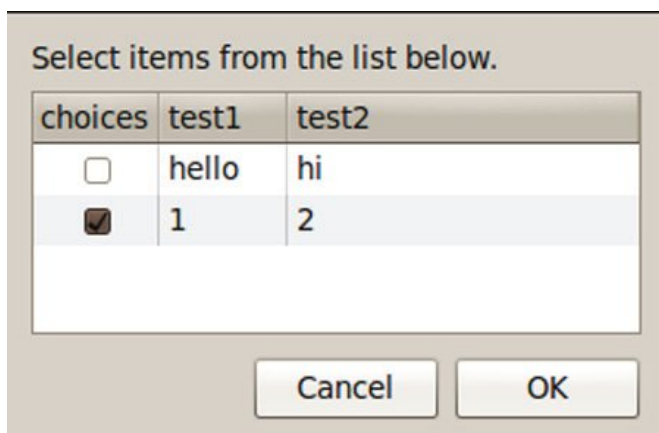 Select items from the list below.
choices test1 test2
hello hi
1 2
Cancel OK